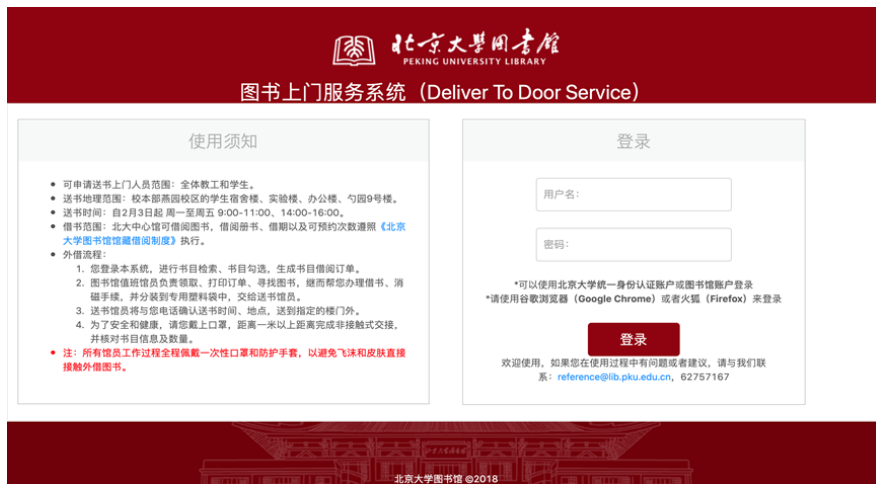 北京大学图书馆
PEKING UNIVERSITY LIBRARY
图书上门服务系统（Deliver To Door Service）
使用须知
• 可申请送书上门人员范围：全体教工和学生。
• 送书地理范围：校本部燕园校区的学生宿舍楼、实验楼、办公楼、勺园9号楼。
• 送书时间：自2月3日起 周一至周五 9:00-11:00、14:00-16:00。
• 借书范围：北大中心馆可借阅图书，借阅册书、借期以及可预约次数遵照《北京
大学图书馆馆藏借阅制度》执行。
• 外借流程：
1. 您登录本系统，进行书目检索、书目勾选，生成书目借阅订单。
2. 图书馆值班馆员负责领取、打印订单、寻找图书，继而帮您办理借书、消
磁手续，并分装到专用塑料袋中，交给送书馆员。
3. 送书馆员将与您电话确认送书时间、地点，送到指定的楼门外。
4. 为了安全和健康，请您戴上口罩，距离一米以上距离完成非接触式交接，
并核对书目信息及数量。
• 注：所有馆员工作过程全程佩戴一次性口罩和防护手套，以避免飞沫和皮肤直接
接触外借图书。
登录
用户名：
密码：
*可以使用北京大学统一身份认证账户或图书馆账户登录
*请使用谷歌浏览器（Google Chrome）或者火狐（Firefox）来登录
登录
欢迎使用，如果您在使用过程中有问题或者建议，请与我们联
系：reference@lib.pku.edu.cn，62757167
北京大学图书馆 ©2018